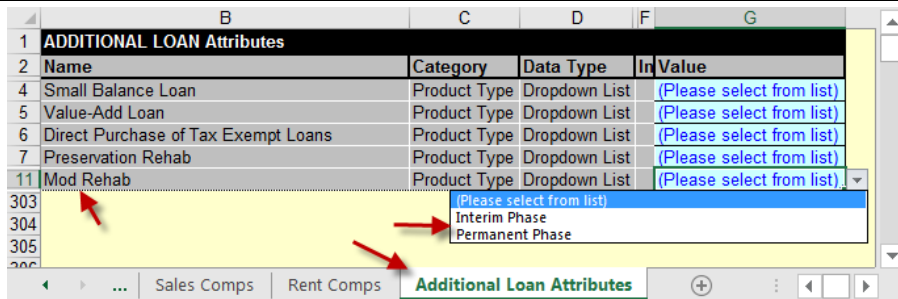 B C D F G
1 ADDITIONAL LOAN Attributes
2 Name Category Data Type In Value
4 Small Balance Loan Product Type Dropdown List (Please select from list)
5 Value-Add Loan Product Type Dropdown List (Please select from list)
6 Direct Purchase of Tax Exempt Loans Product Type Dropdown List (Please select from list)
7 Preservation Rehab Product Type Dropdown List (Please select from list)
11 Mod Rehab Product Type Dropdown List (Please select from list)
303 (Please select from list)
Interim Phase
304 Permanent Phase
305
... Sales Comps Rent Comps Additional Loan Attributes